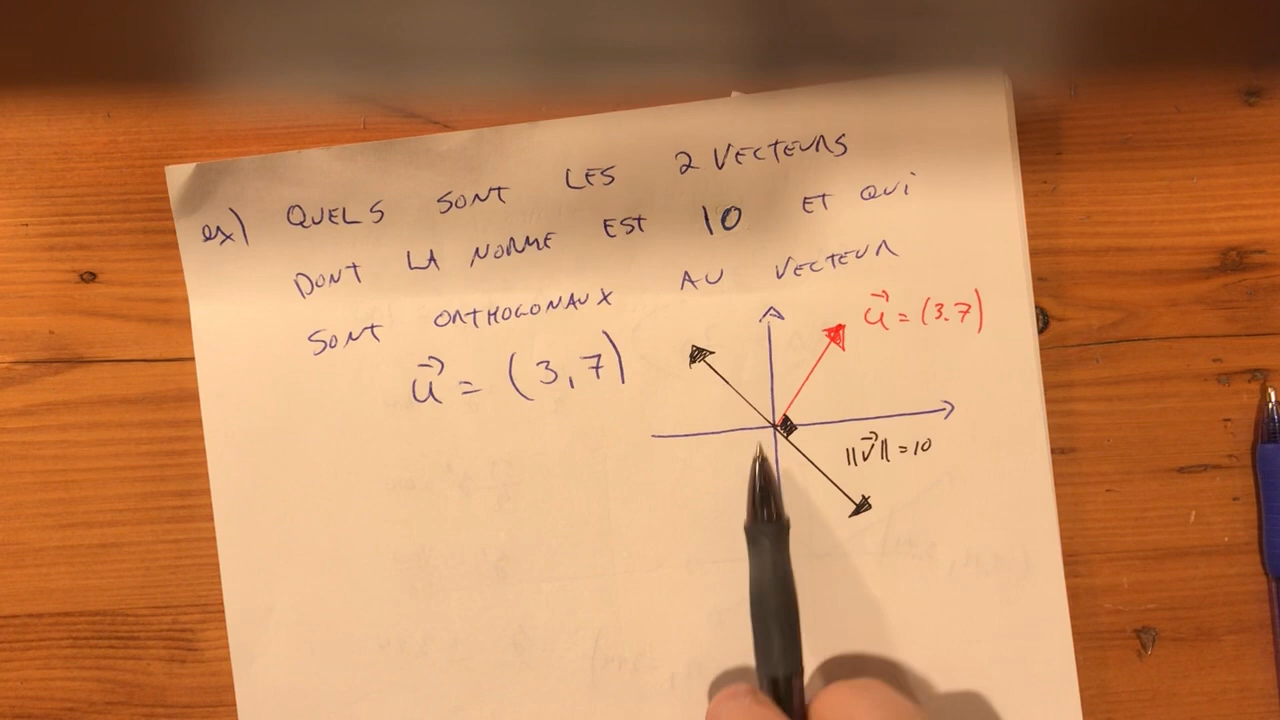 ex) QUELS SONT LES 2 VECTEURS
DONT LA NORME EST 10 ET QUi
SONT ORTHOGONAUX AU VECTEUR
u⃗ = (3,7)
u⃗ = (3.7)
||v⃗|| = 10